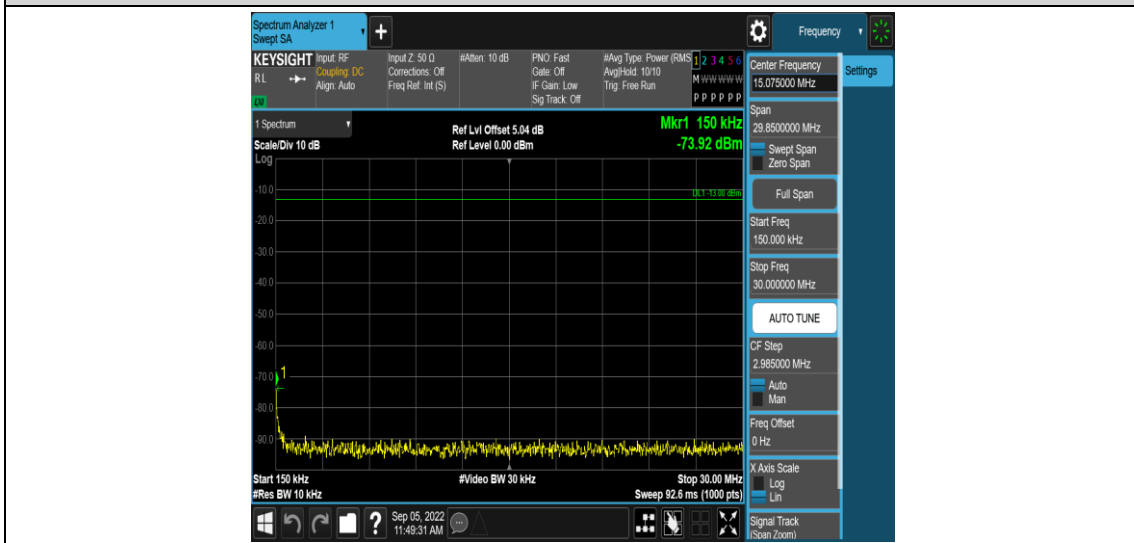 Spectrum Analyzer 1
Swept SA
+
Frequency
KEYSIGHT
RL
LXI
Input: RF
Coupling: DC
Align: Auto
Input Z: 50 Ω
Corrections: Off
Freq Ref: Int (S)
#Atten: 10 dB
PNO: Fast
Gate: Off
IF Gain: Low
Sig Track: Off
#Avg Type: Power (RMS
Avg|Hold: 10/10
Trig: Free Run
1 2 3 4 5 6
M W W W W W
P P P P P P
1 Spectrum
Scale/Div 10 dB
Ref Lvl Offset 5.04 dB
Ref Level 0.00 dBm
Mkr1 150 kHz
-73.92 dBm
Log
DL1 -13.00 dBm
-10.0
-20.0
-30.0
-40.0
-50.0
-60.0
-70.0
1
-80.0
-90.0
Start 150 kHz
#Video BW 30 kHz
Stop 30.00 MHz
#Res BW 10 kHz
Sweep 92.6 ms (1000 pts)
Sep 05, 2022
11:49:31 AM
?
Center Frequency
15.075000 MHz
Settings
Span
29.8500000 MHz
Swept Span
Zero Span
Full Span
Start Freq
150.000 kHz
Stop Freq
30.000000 MHz
AUTO TUNE
CF Step
2.985000 MHz
Auto
Man
Freq Offset
0 Hz
X Axis Scale
Log
Lin
Signal Track
(Span Zoom)